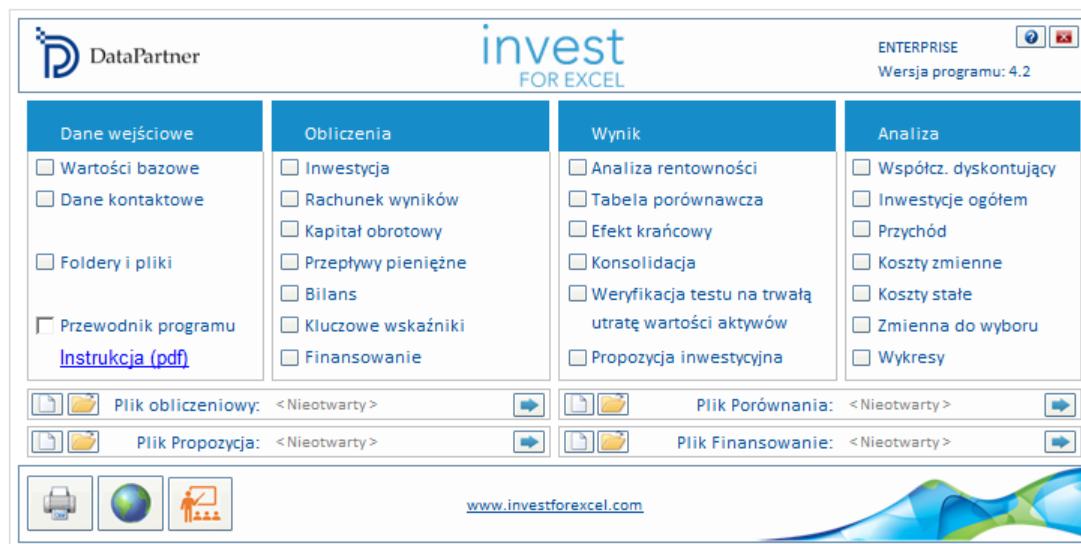 DataPartner
invest
FOR EXCEL
ENTERPRISE
Wersja programu: 4.2
Dane wejściowe
Wartości bazowe
Dane kontaktowe
Foldery i pliki
Przewodnik programu
Instrukcja (pdf)
Obliczenia
Inwestycja
Rachunek wyników
Kapitał obrotowy
Przepływy pieniężne
Bilans
Kluczowe wskaźniki
Finansowanie
Wynik
Analiza rentowności
Tabela porównawcza
Efekt krańcowy
Konsolidacja
Weryfikacja testu na trwałą
utratę wartości aktywów
Propozycja inwestycyjna
Analiza
Współcz. dyskontujący
Inwestycje ogółem
Przychód
Koszty zmienne
Koszty stałe
Zmienna do wyboru
Wykresy
Plik obliczeniowy: <Nieotwarty>
Plik Porównania: <Nieotwarty>
Plik Propozycja: <Nieotwarty>
Plik Finansowanie: <Nieotwarty>
www.investforexcel.com